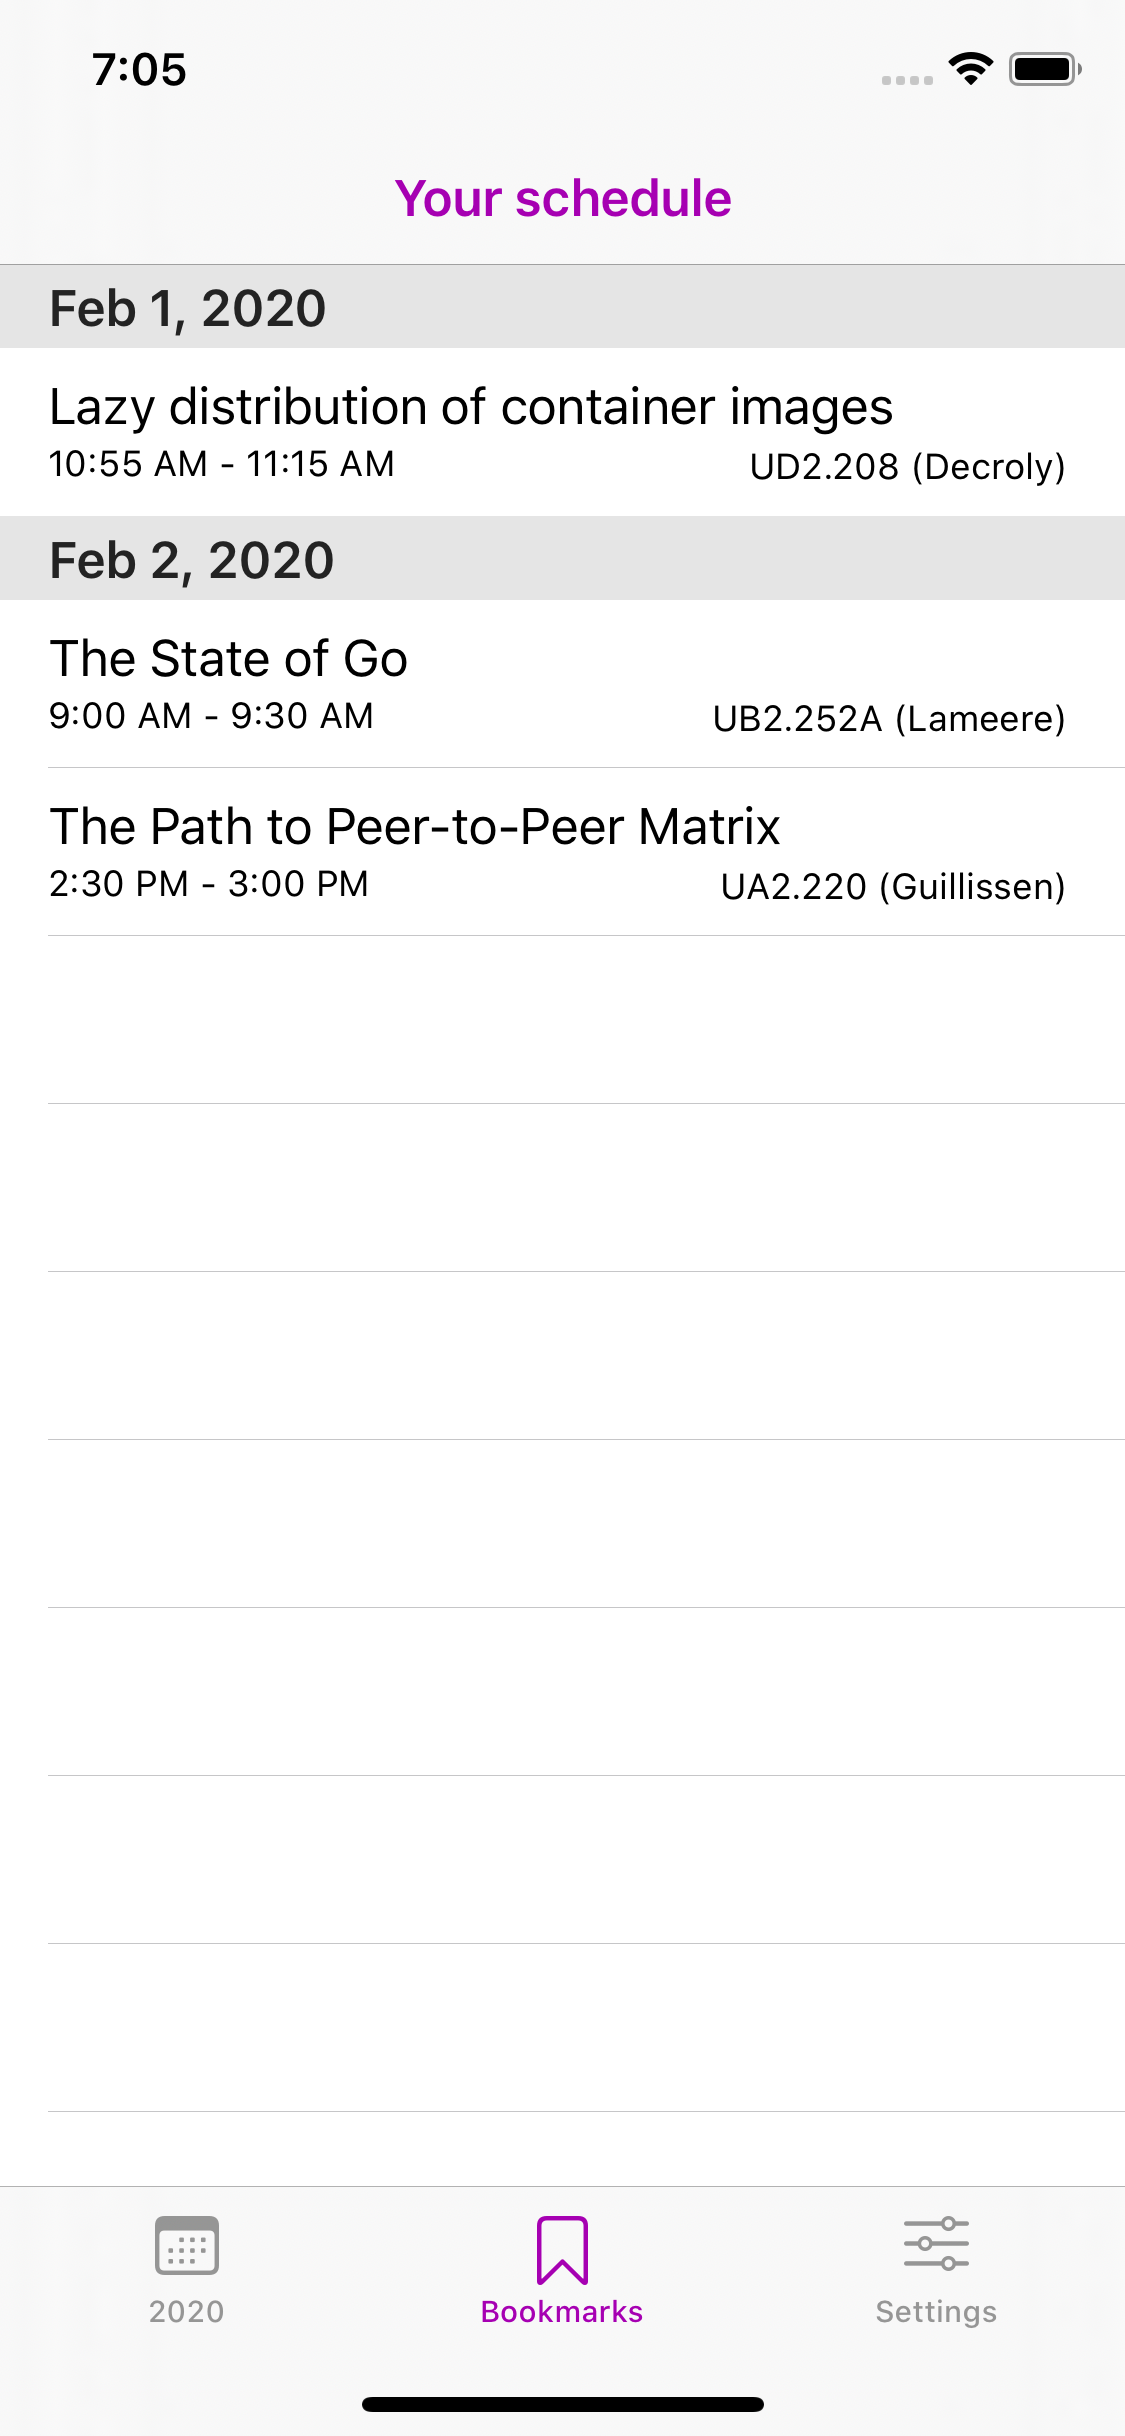 7:05
Your schedule
Feb 1, 2020
Lazy distribution of container images
10:55 AM - 11:15 AM
UD2.208 (Decroly)
Feb 2, 2020
The State of Go
9:00 AM - 9:30 AM
UB2.252A (Lameere)
The Path to Peer-to-Peer Matrix
2:30 PM - 3:00 PM
UA2.220 (Guillissen)
2020
Bookmarks
Settings